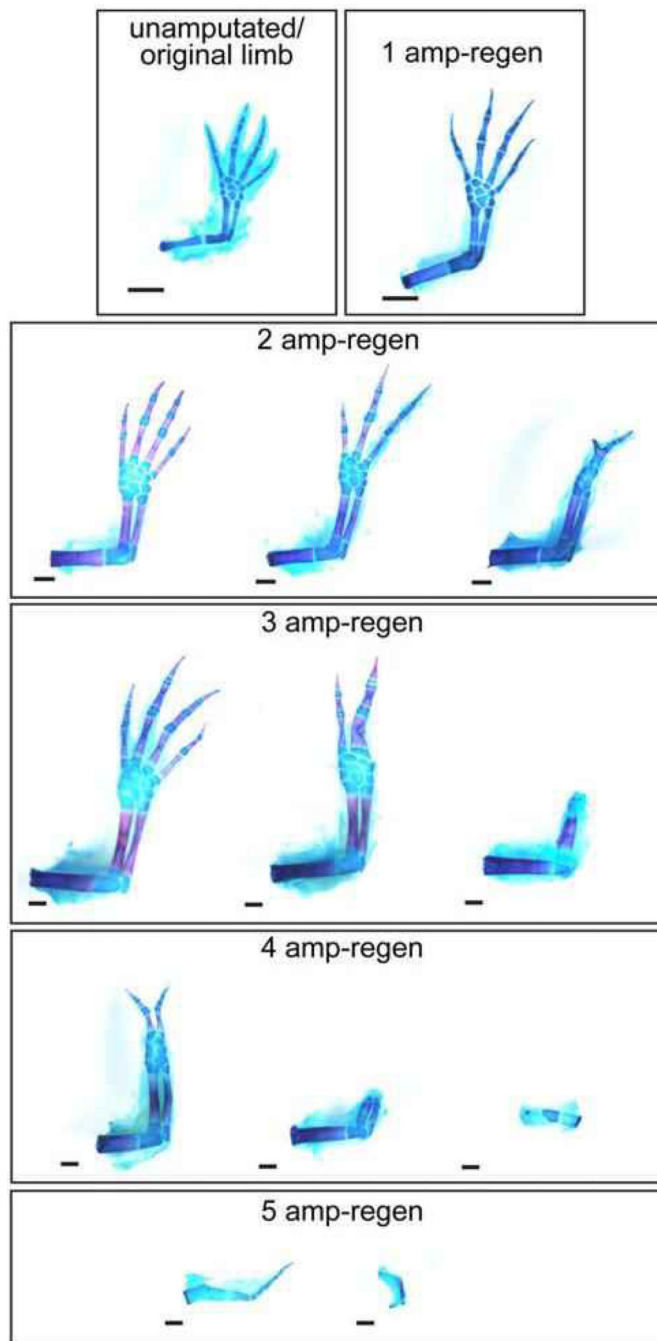 unamputated/
original limb
1 amp-regen
2 amp-regen
3 amp-regen
4 amp-regen
5 amp-regen